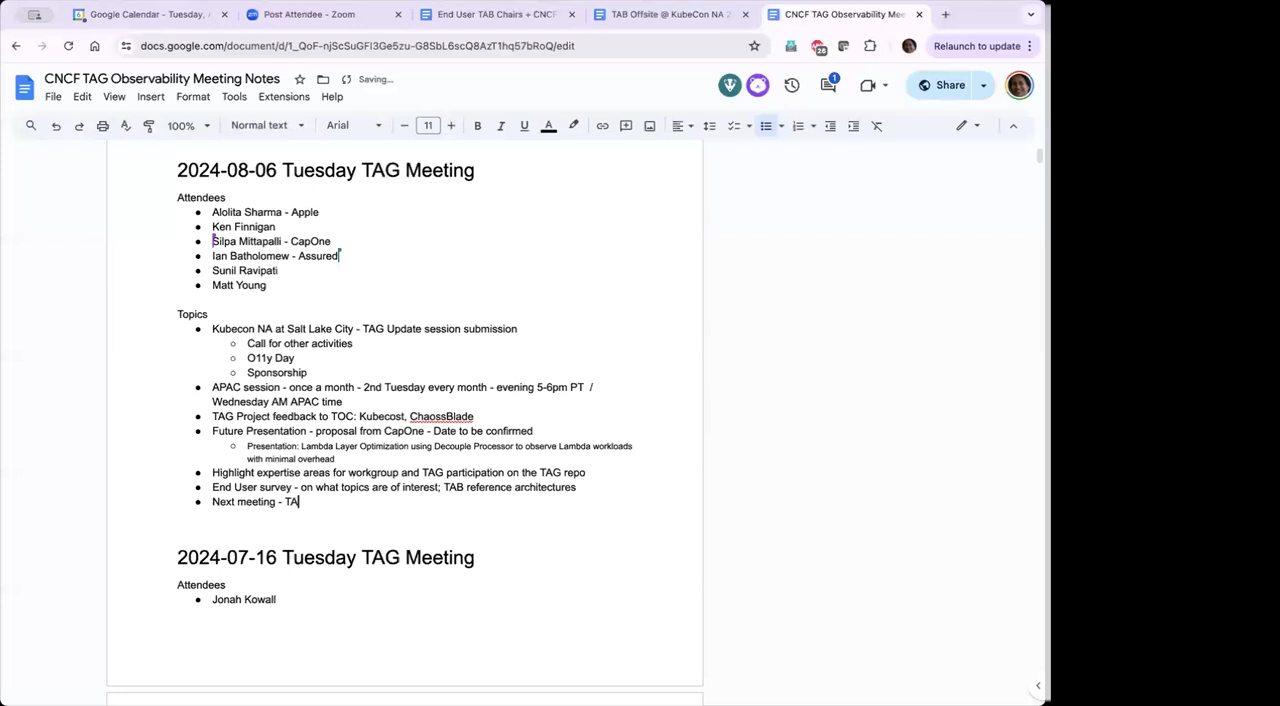 Google Calendar - Tuesday, A
Post Attendee - Zoom
End User TAB Chairs + CNCF
TAB Offsite @ KubeCon NA 2
CNCF TAG Observability Mee
docs.google.com/document/d/1_QoF-njScSuGFl3Ge5zu-G8SbL6scQ8AzT1hq57bRoQ/edit
28
Relaunch to update
CNCF TAG Observability Meeting Notes
Saving...
1
Share
File Edit View Insert Format Tools Extensions Help
100% Normal text Arial 11 B I U A
2024-08-06 Tuesday TAG Meeting
Attendees
Alolita Sharma - Apple
Ken Finnigan
Silpa Mittapalli - CapOne
Ian Batholomew - Assured
Sunil Ravipati
Matt Young
Topics
Kubecon NA at Salt Lake City - TAG Update session submission
Call for other activities
O11y Day
Sponsorship
APAC session - once a month - 2nd Tuesday every month - evening 5-6pm PT /
Wednesday AM APAC time
TAG Project feedback to TOC: Kubecost, ChaossBlade
Future Presentation - proposal from CapOne - Date to be confirmed
Presentation: Lambda Layer Optimization using Decouple Processor to observe Lambda workloads
with minimal overhead
Highlight expertise areas for workgroup and TAG participation on the TAG repo
End User survey - on what topics are of interest; TAB reference architectures
Next meeting - TA
2024-07-16 Tuesday TAG Meeting
Attendees
Jonah Kowall